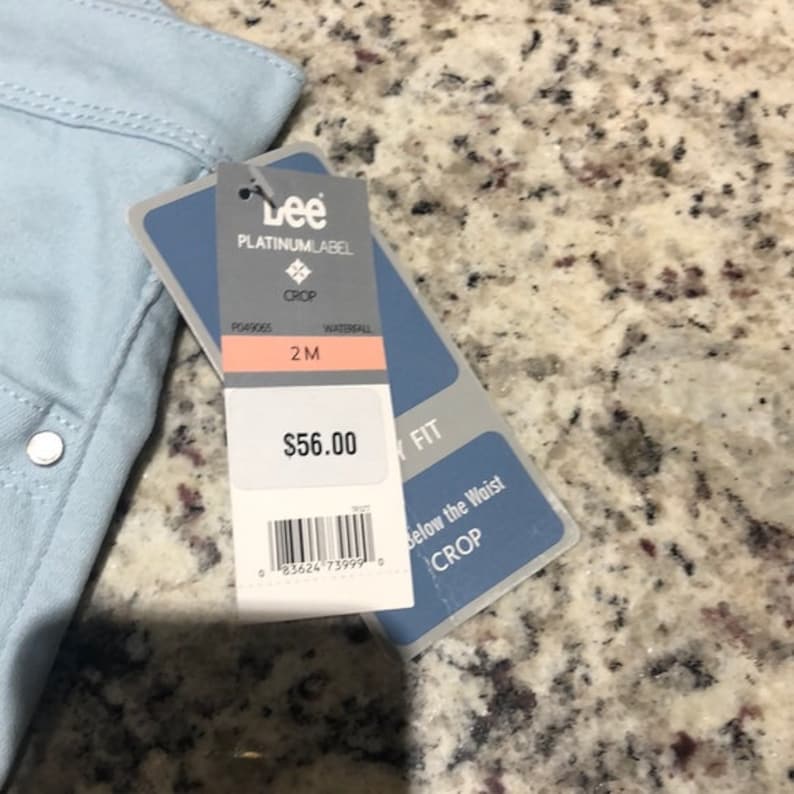 Lee
PLATINUMLABEL
CROP
P049065 WATERFALL
2 M
$56.00
0 83624 73999 0
Y FIT
Below the Waist
CROP